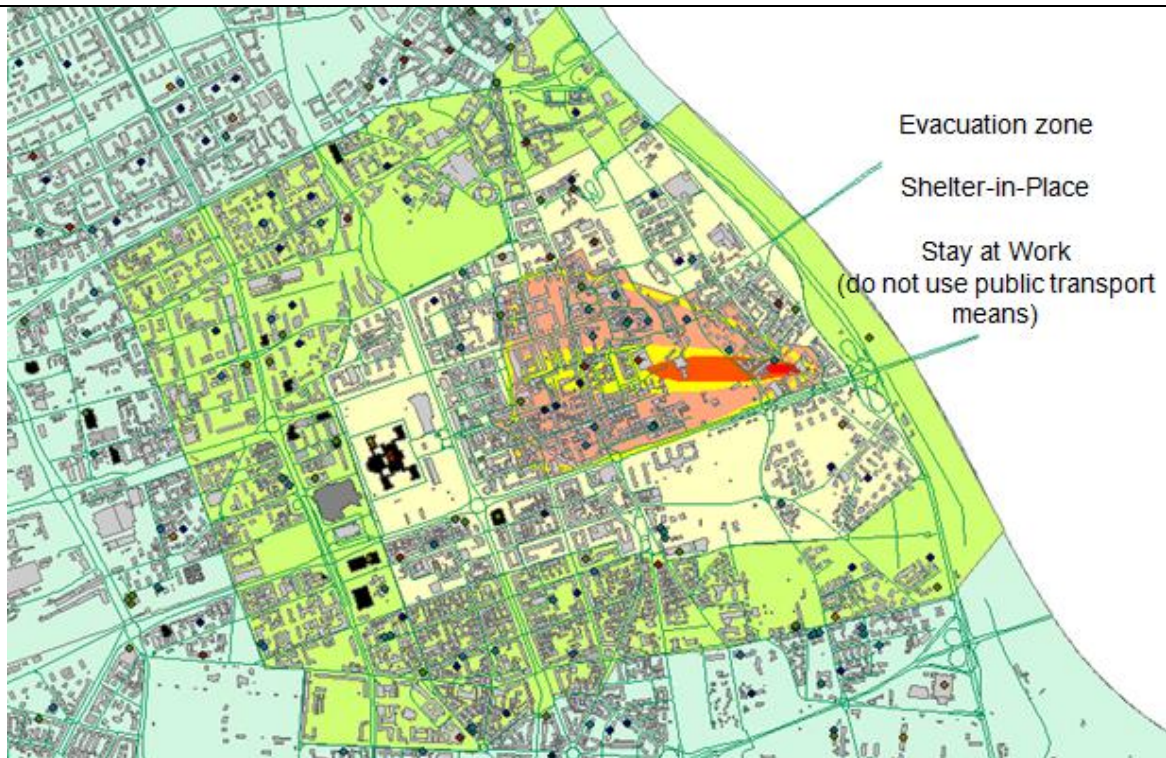 Evacuation zone
Shelter-in-Place
Stay at Work
(do not use public transport
means)